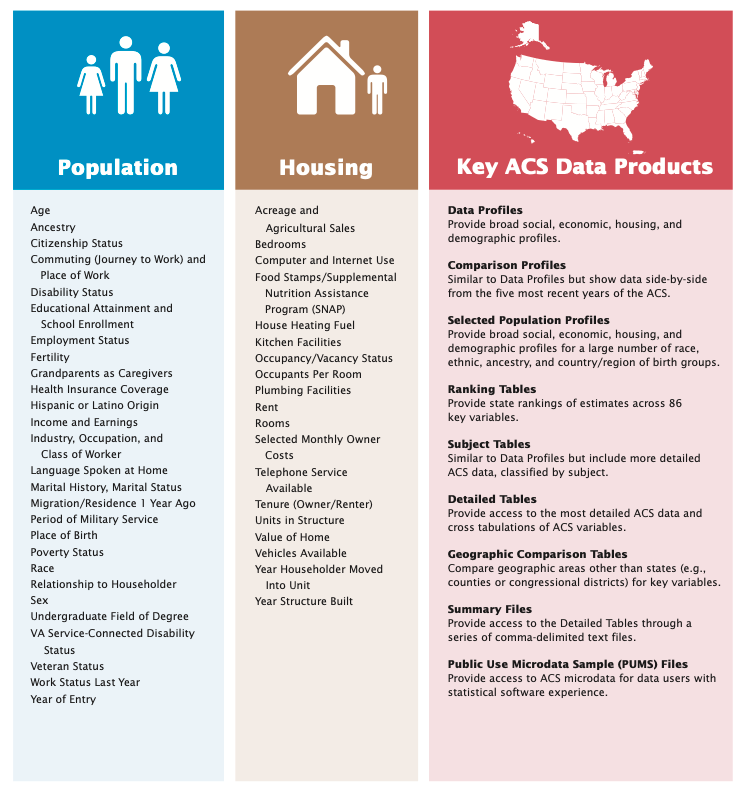 Population
Age
Ancestry
Citizenship Status
Commuting (Journey to Work) and
Place of Work
Disability Status
Educational Attainment and
School Enrollment
Employment Status
Fertility
Grandparents as Caregivers
Health Insurance Coverage
Hispanic or Latino Origin
Income and Earnings
Industry, Occupation, and
Class of Worker
Language Spoken at Home
Marital History, Marital Status
Migration/Residence 1 Year Ago
Period of Military Service
Place of Birth
Poverty Status
Race
Relationship to Householder
Sex
Undergraduate Field of Degree
VA Service-Connected Disability
Status
Veteran Status
Work Status Last Year
Year of Entry
Housing
Acreage and
Agricultural Sales
Bedrooms
Computer and Internet Use
Food Stamps/Supplemental
Nutrition Assistance
Program (SNAP)
House Heating Fuel
Kitchen Facilities
Occupancy/Vacancy Status
Occupants Per Room
Plumbing Facilities
Rent
Rooms
Selected Monthly Owner
Costs
Telephone Service
Available
Tenure (Owner/Renter)
Units in Structure
Value of Home
Vehicles Available
Year Householder Moved
Into Unit
Year Structure Built
Key ACS Data Products
Data Profiles
Provide broad social, economic, housing, and
demographic profiles.
Comparison Profiles
Similar to Data Profiles but show data side-by-side
from the five most recent years of the ACS.
Selected Population Profiles
Provide broad social, economic, housing, and
demographic profiles for a large number of race,
ethnic, ancestry, and country/region of birth groups.
Ranking Tables
Provide state rankings of estimates across 86
key variables.
Subject Tables
Similar to Data Profiles but include more detailed
ACS data, classified by subject.
Detailed Tables
Provide access to the most detailed ACS data and
cross tabulations of ACS variables.
Geographic Comparison Tables
Compare geographic areas other than states (e.g.,
counties or congressional districts) for key variables.
Summary Files
Provide access to the Detailed Tables through a
series of comma-delimited text files.
Public Use Microdata Sample (PUMS) Files
Provide access to ACS microdata for data users with
statistical software experience.